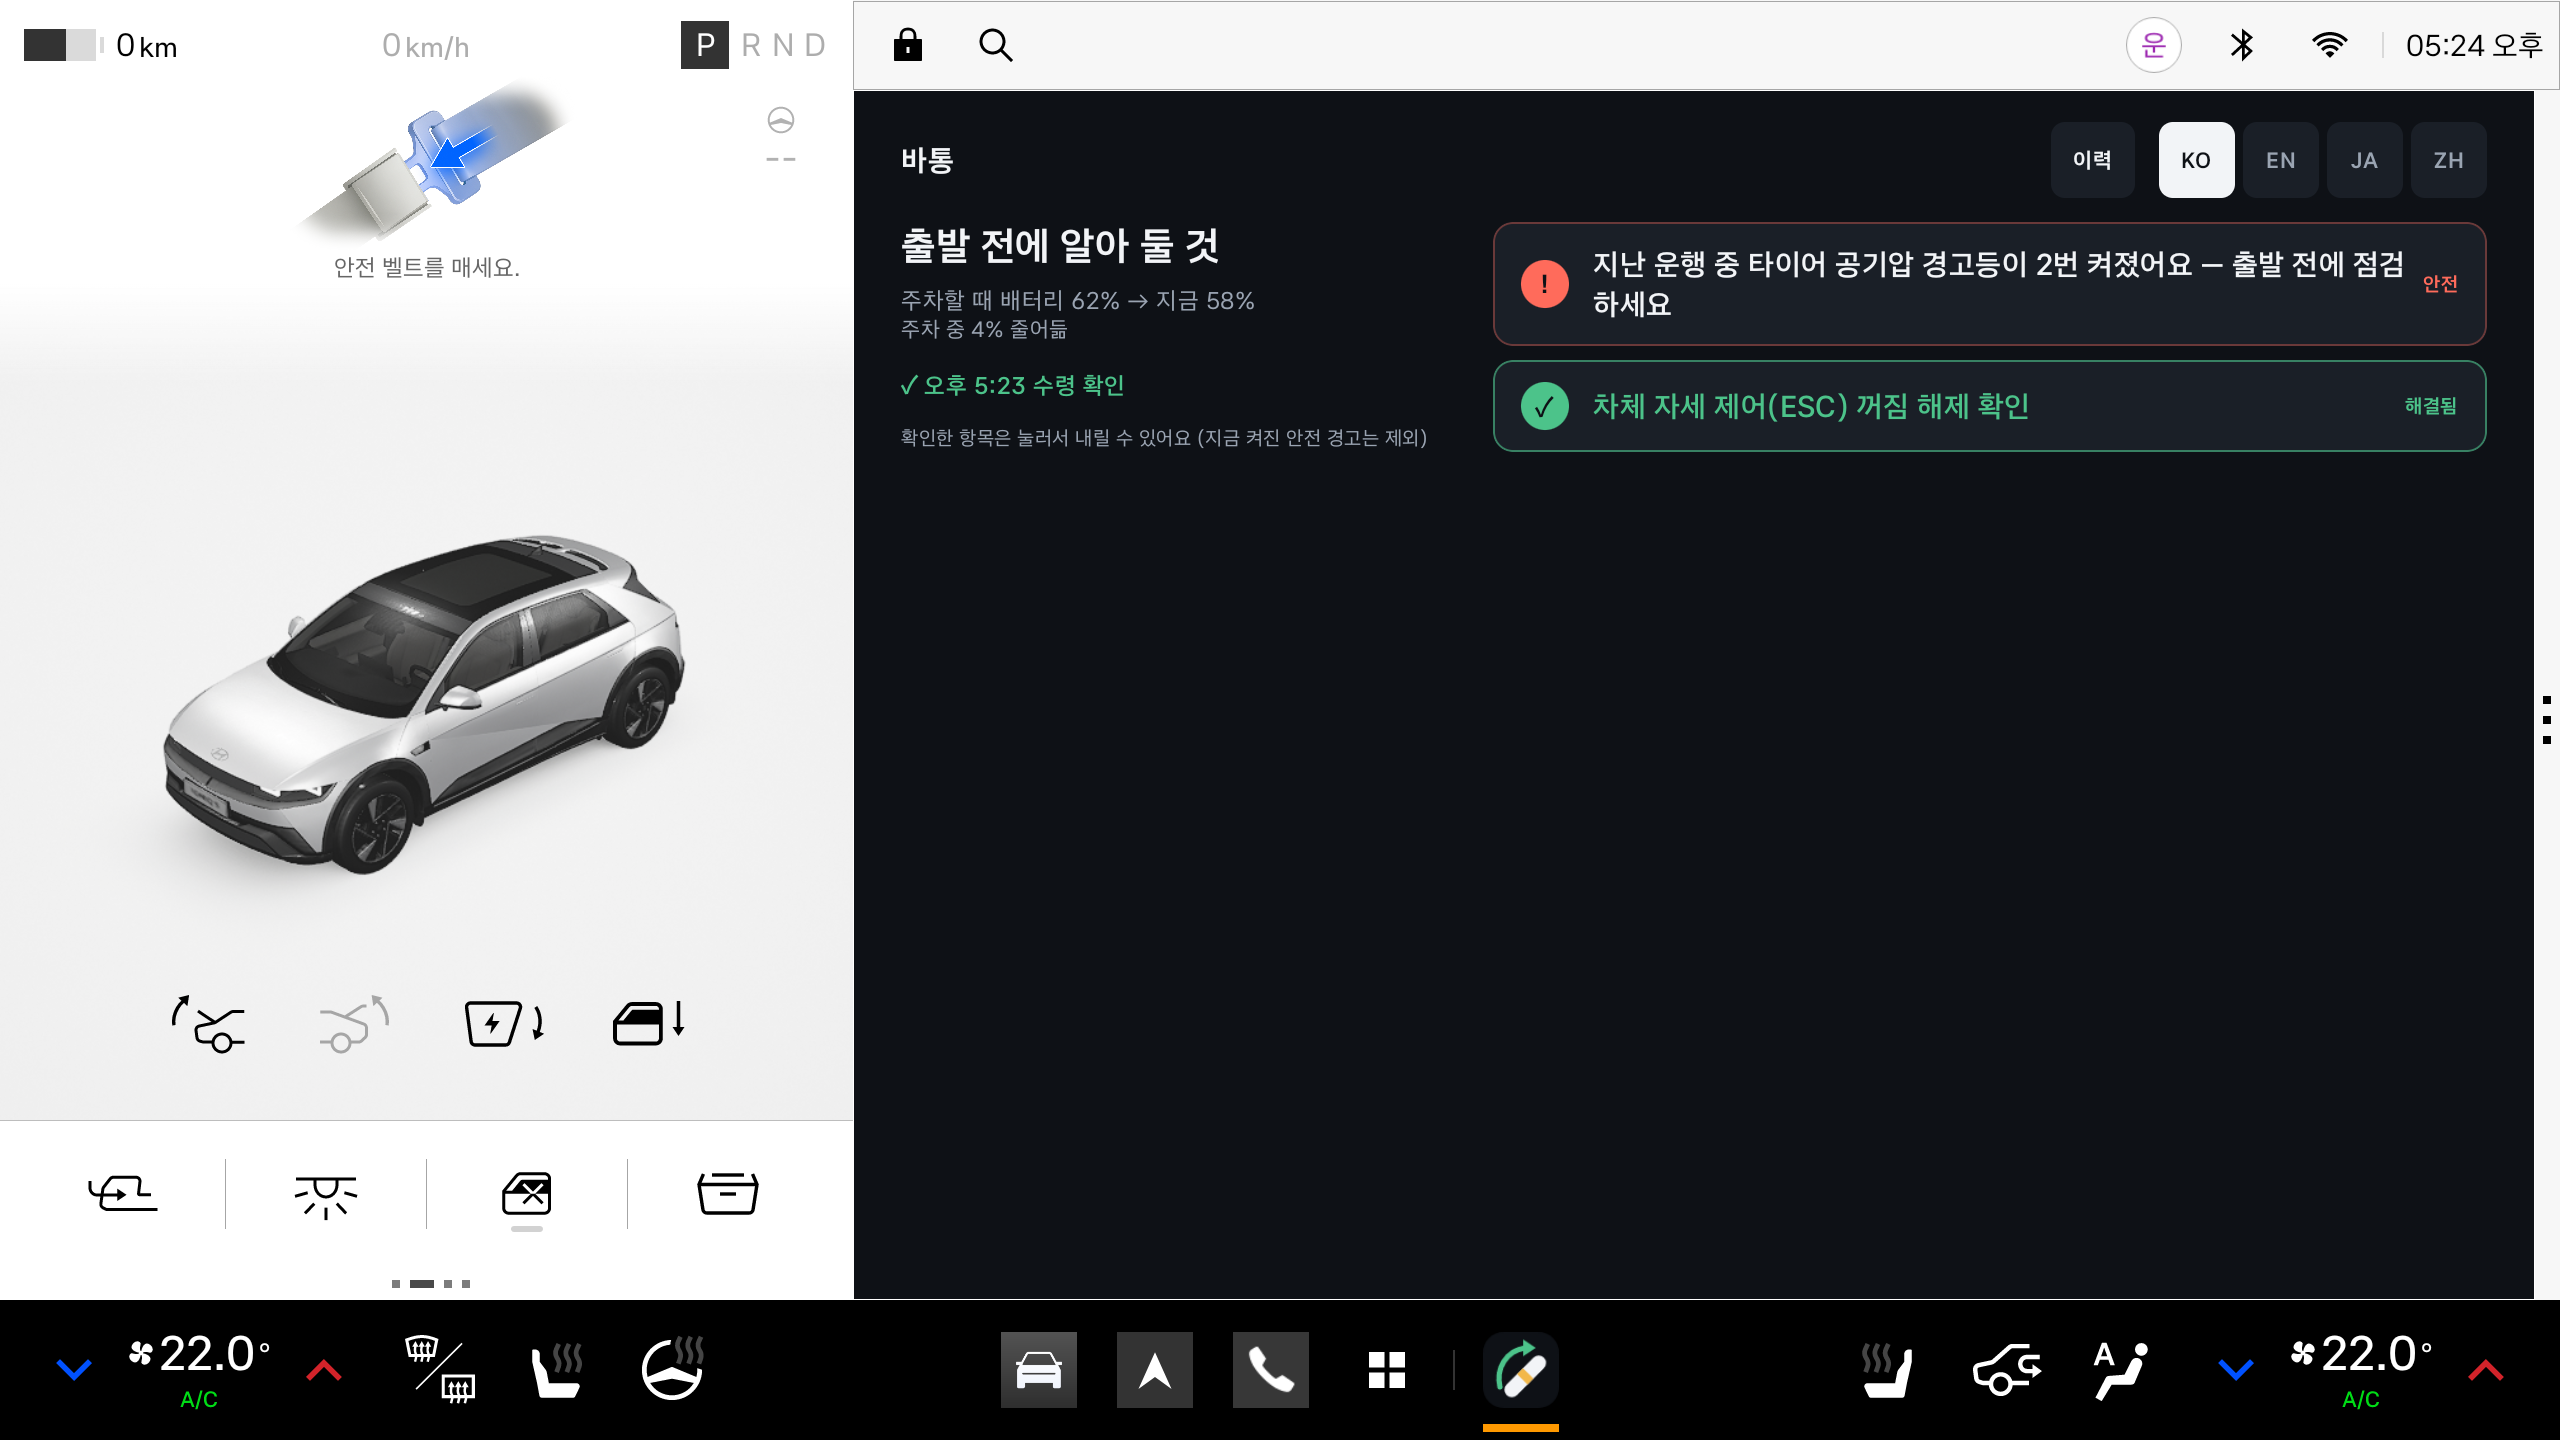 0 km
0 km/h
P R N D
안전 벨트를 매세요.
운
05:24 오후
바통
이력
KO
EN
JA
ZH
출발 전에 알아 둘 것
주차할 때 배터리 62% → 지금 58%
주차 중 4% 줄어듦
✓ 오후 5:23 수령 확인
확인한 항목은 눌러서 내릴 수 있어요 (지금 켜진 안전 경고는 제외)
! 지난 운행 중 타이어 공기압 경고등이 2번 켜졌어요 — 출발 전에 점검
하세요
안전
✓ 차체 자세 제어(ESC) 꺼짐 해제 확인
해결됨
22.0°
A/C
A
22.0°
A/C